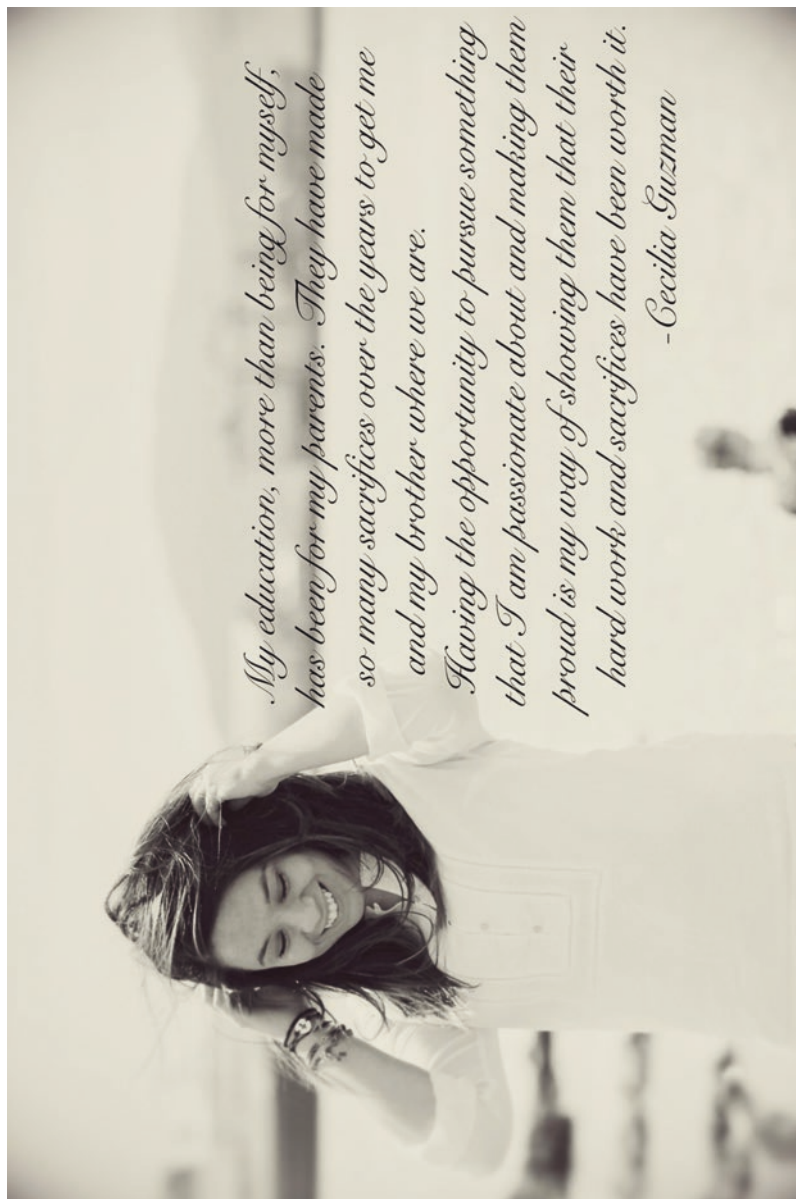 My education, more than being for myself,
has been for my parents. They have made
so many sacrifices over the years to get me
and my brother where we are.
Having the opportunity to pursue something
that I am passionate about and making them
proud is my way of showing them that their
hard work and sacrifices have been worth it.
-Cecilia Guzman